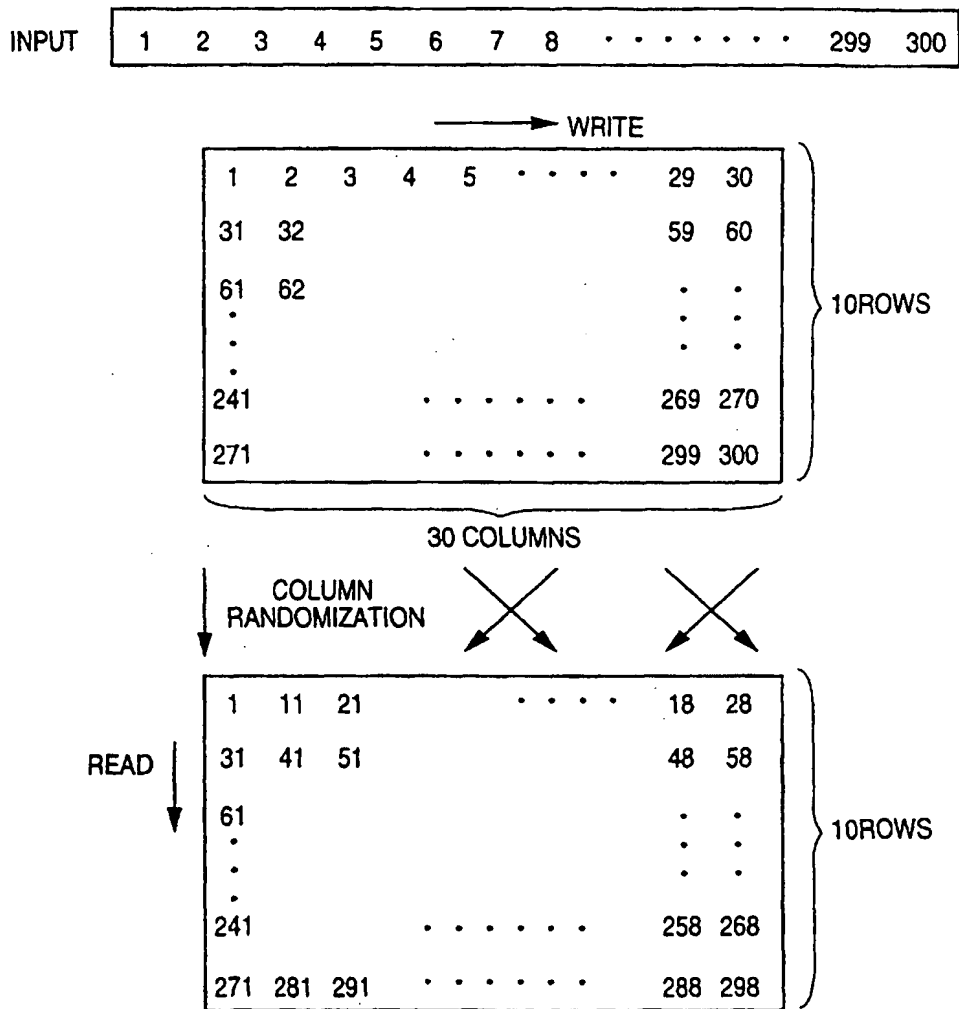 INPUT 1 2 3 4 5 6 7 8 · · · · · · · 299 300
WRITE
1 2 3 4 5 · · · · 29 30
31 32 59 60
61 62
10ROWS
241 · · · · · · 269 270
271 · · · · · · 299 300
30 COLUMNS
COLUMN
RANDOMIZATION
1 11 21 · · · · 18 28
READ 31 41 51 48 58
61
10ROWS
241 · · · · · · 258 268
271 281 291 · · · · · · 288 298